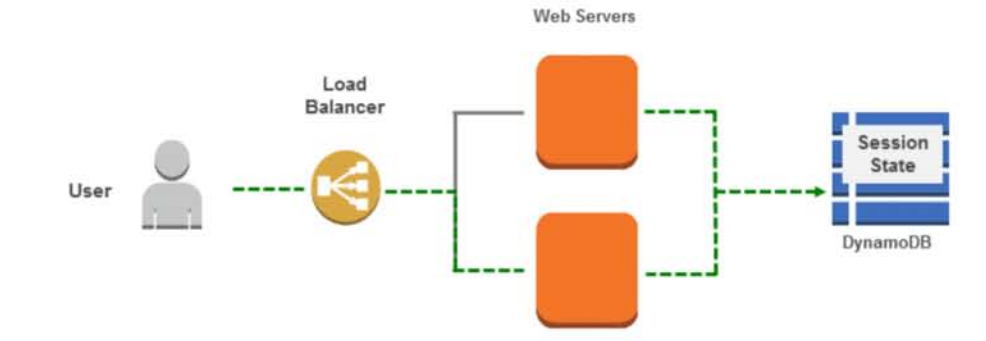 Web Servers
Load
Balancer
User
Session
State
DynamoDB